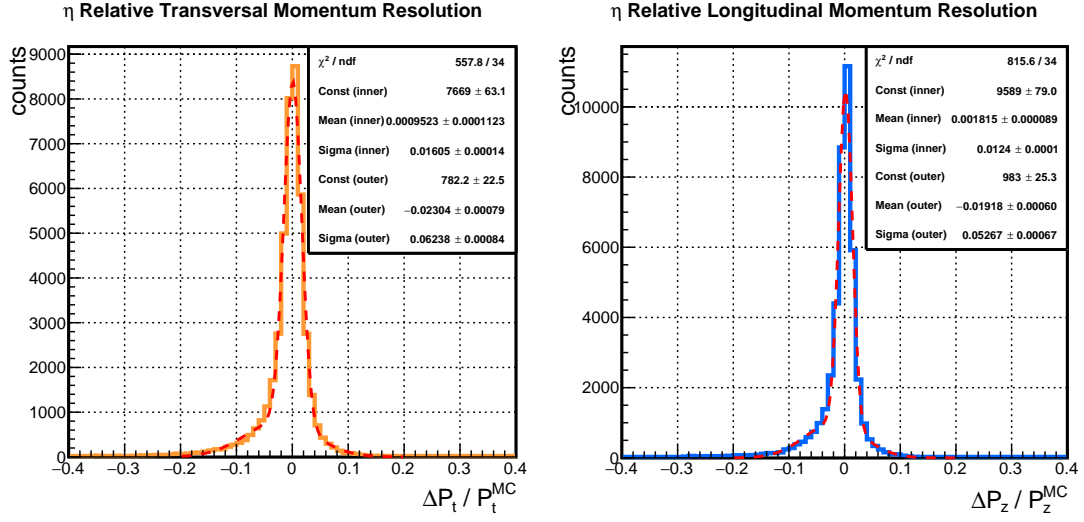 η Relative Transversal Momentum Resolution
counts
9000
8000
7000
6000
5000
4000
3000
2000
1000
0
χ² / ndf 557.8 / 34
Const (inner) 7669 ± 63.1
Mean (inner) 0.0009523 ± 0.0001123
Sigma (inner) 0.01605 ± 0.00014
Const (outer) 782.2 ± 22.5
Mean (outer) −0.02304 ± 0.00079
Sigma (outer) 0.06238 ± 0.00084
−0.4 −0.3 −0.2 −0.1 0 0.1 0.2 0.3 0.4
ΔP_t / P_t^MC
η Relative Longitudinal Momentum Resolution
counts
10000
8000
6000
4000
2000
0
χ² / ndf 815.6 / 34
Const (inner) 9589 ± 79.0
Mean (inner) 0.001815 ± 0.000089
Sigma (inner) 0.0124 ± 0.0001
Const (outer) 983 ± 25.3
Mean (outer) −0.01918 ± 0.00060
Sigma (outer) 0.05267 ± 0.00067
−0.4 −0.3 −0.2 −0.1 0 0.1 0.2 0.3 0.4
ΔP_z / P_z^MC